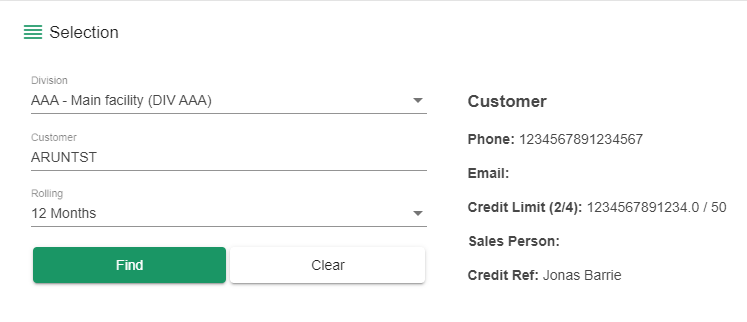 Selection
Division
AAA - Main facility (DIV AAA)
Customer
ARUNTST
Rolling
12 Months
Find
Clear
Customer
Phone: 1234567891234567
Email:
Credit Limit (2/4): 1234567891234.0 / 50
Sales Person:
Credit Ref: Jonas Barrie